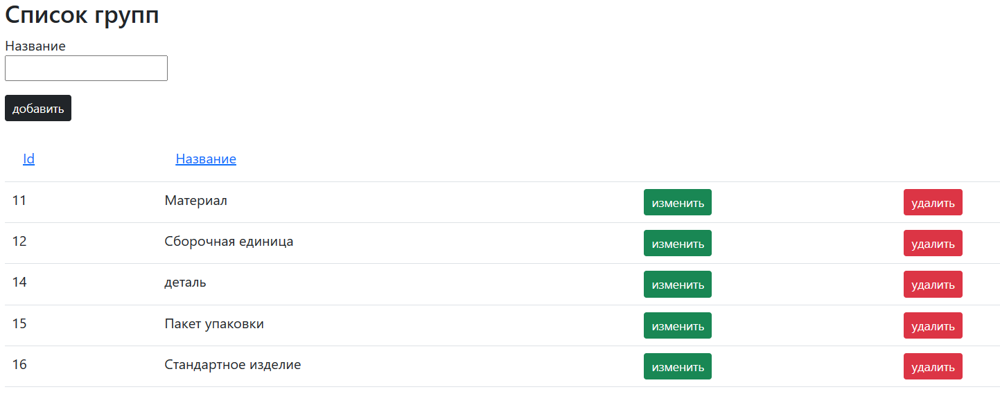 Список групп
Название
добавить
Id Название
11 Материал изменить удалить
12 Сборочная единица изменить удалить
14 деталь изменить удалить
15 Пакет упаковки изменить удалить
16 Стандартное изделие изменить удалить